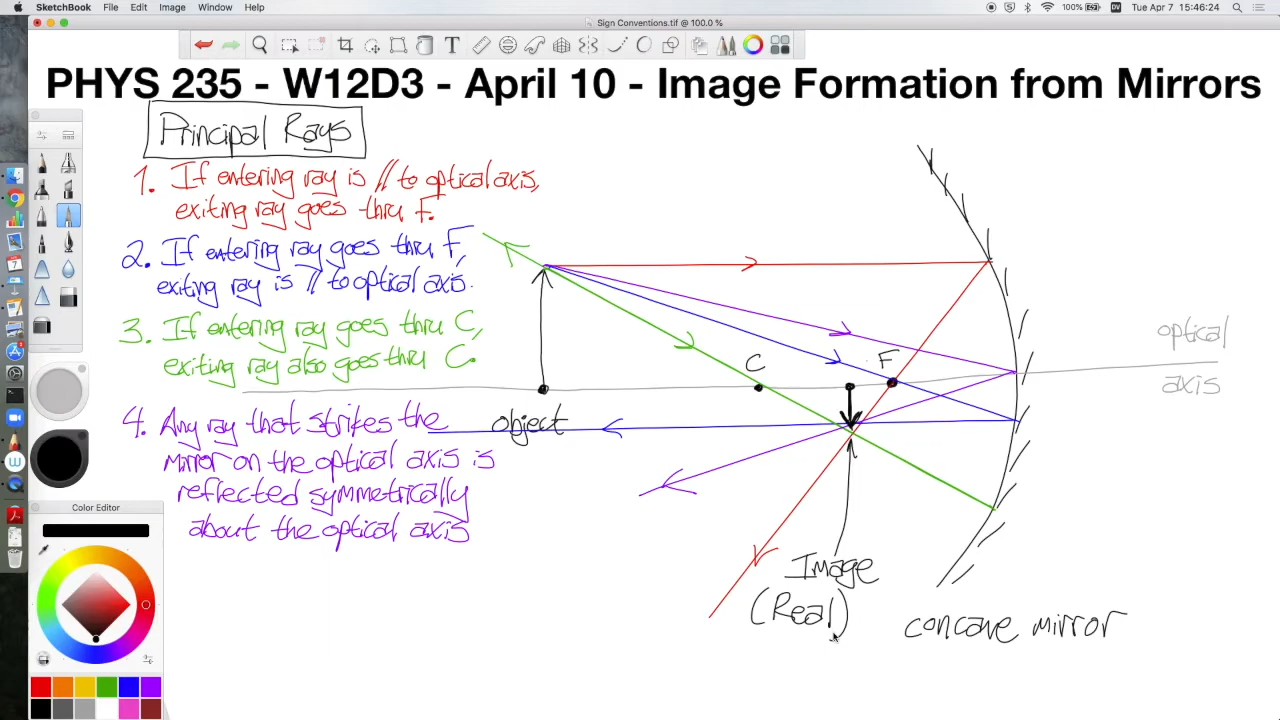 SketchBook File Edit Image Window Help
100% Tue Apr 7 15:46:24
Sign Conventions.tif @ 100.0 %
PHYS 235 - W12D3 - April 10 - Image Formation from Mirrors
Principal Rays
1. If entering ray is // to optical axis,
exiting ray goes thru F.
2. If entering ray goes thru F,
exiting ray is // to optical axis.
3. If entering ray goes thru C,
exiting ray also goes thru C.
4. Any ray that strikes the
mirror on the optical axis is
reflected symmetrically
about the optical axis
object
C
F
optical
axis
Image
(Real)
concave mirror
Color Editor